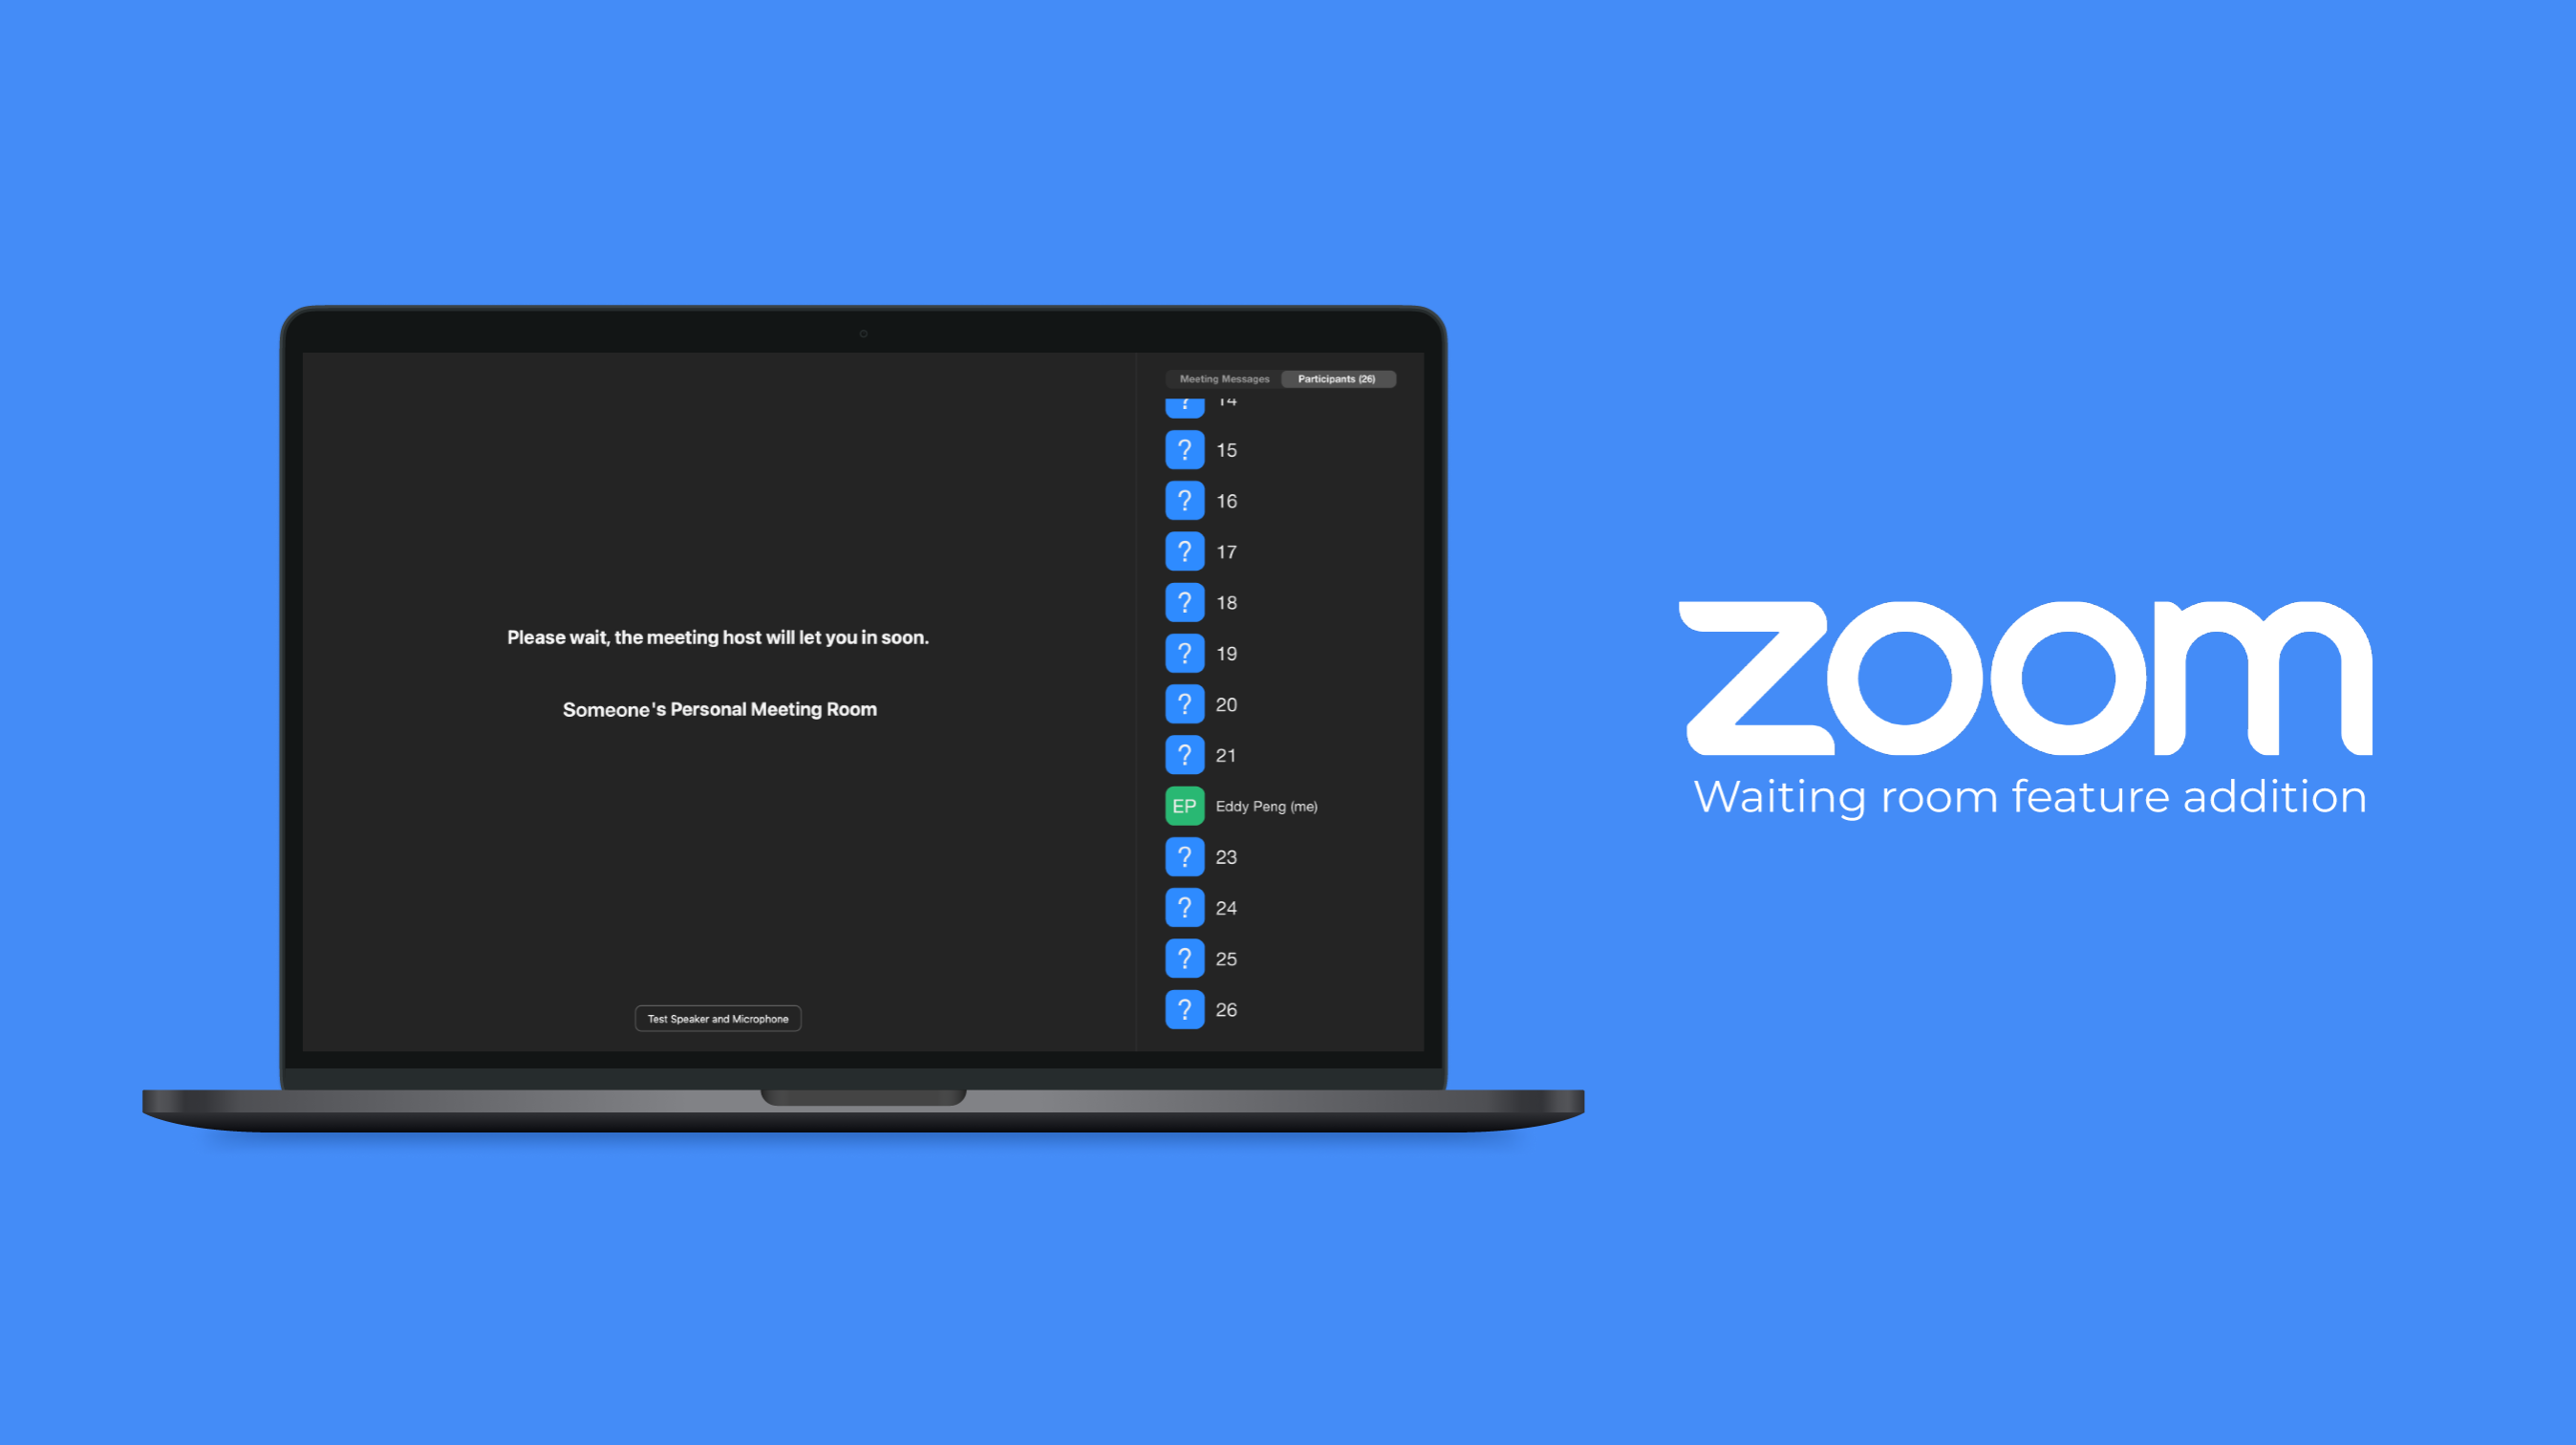 Meeting Messages
Participants (26)
? 14
? 15
? 16
? 17
? 18
? 19
? 20
? 21
EP Eddy Peng (me)
? 23
? 24
? 25
? 26
Please wait, the meeting host will let you in soon.
Someone's Personal Meeting Room
Test Speaker and Microphone
zoom
Waiting room feature addition